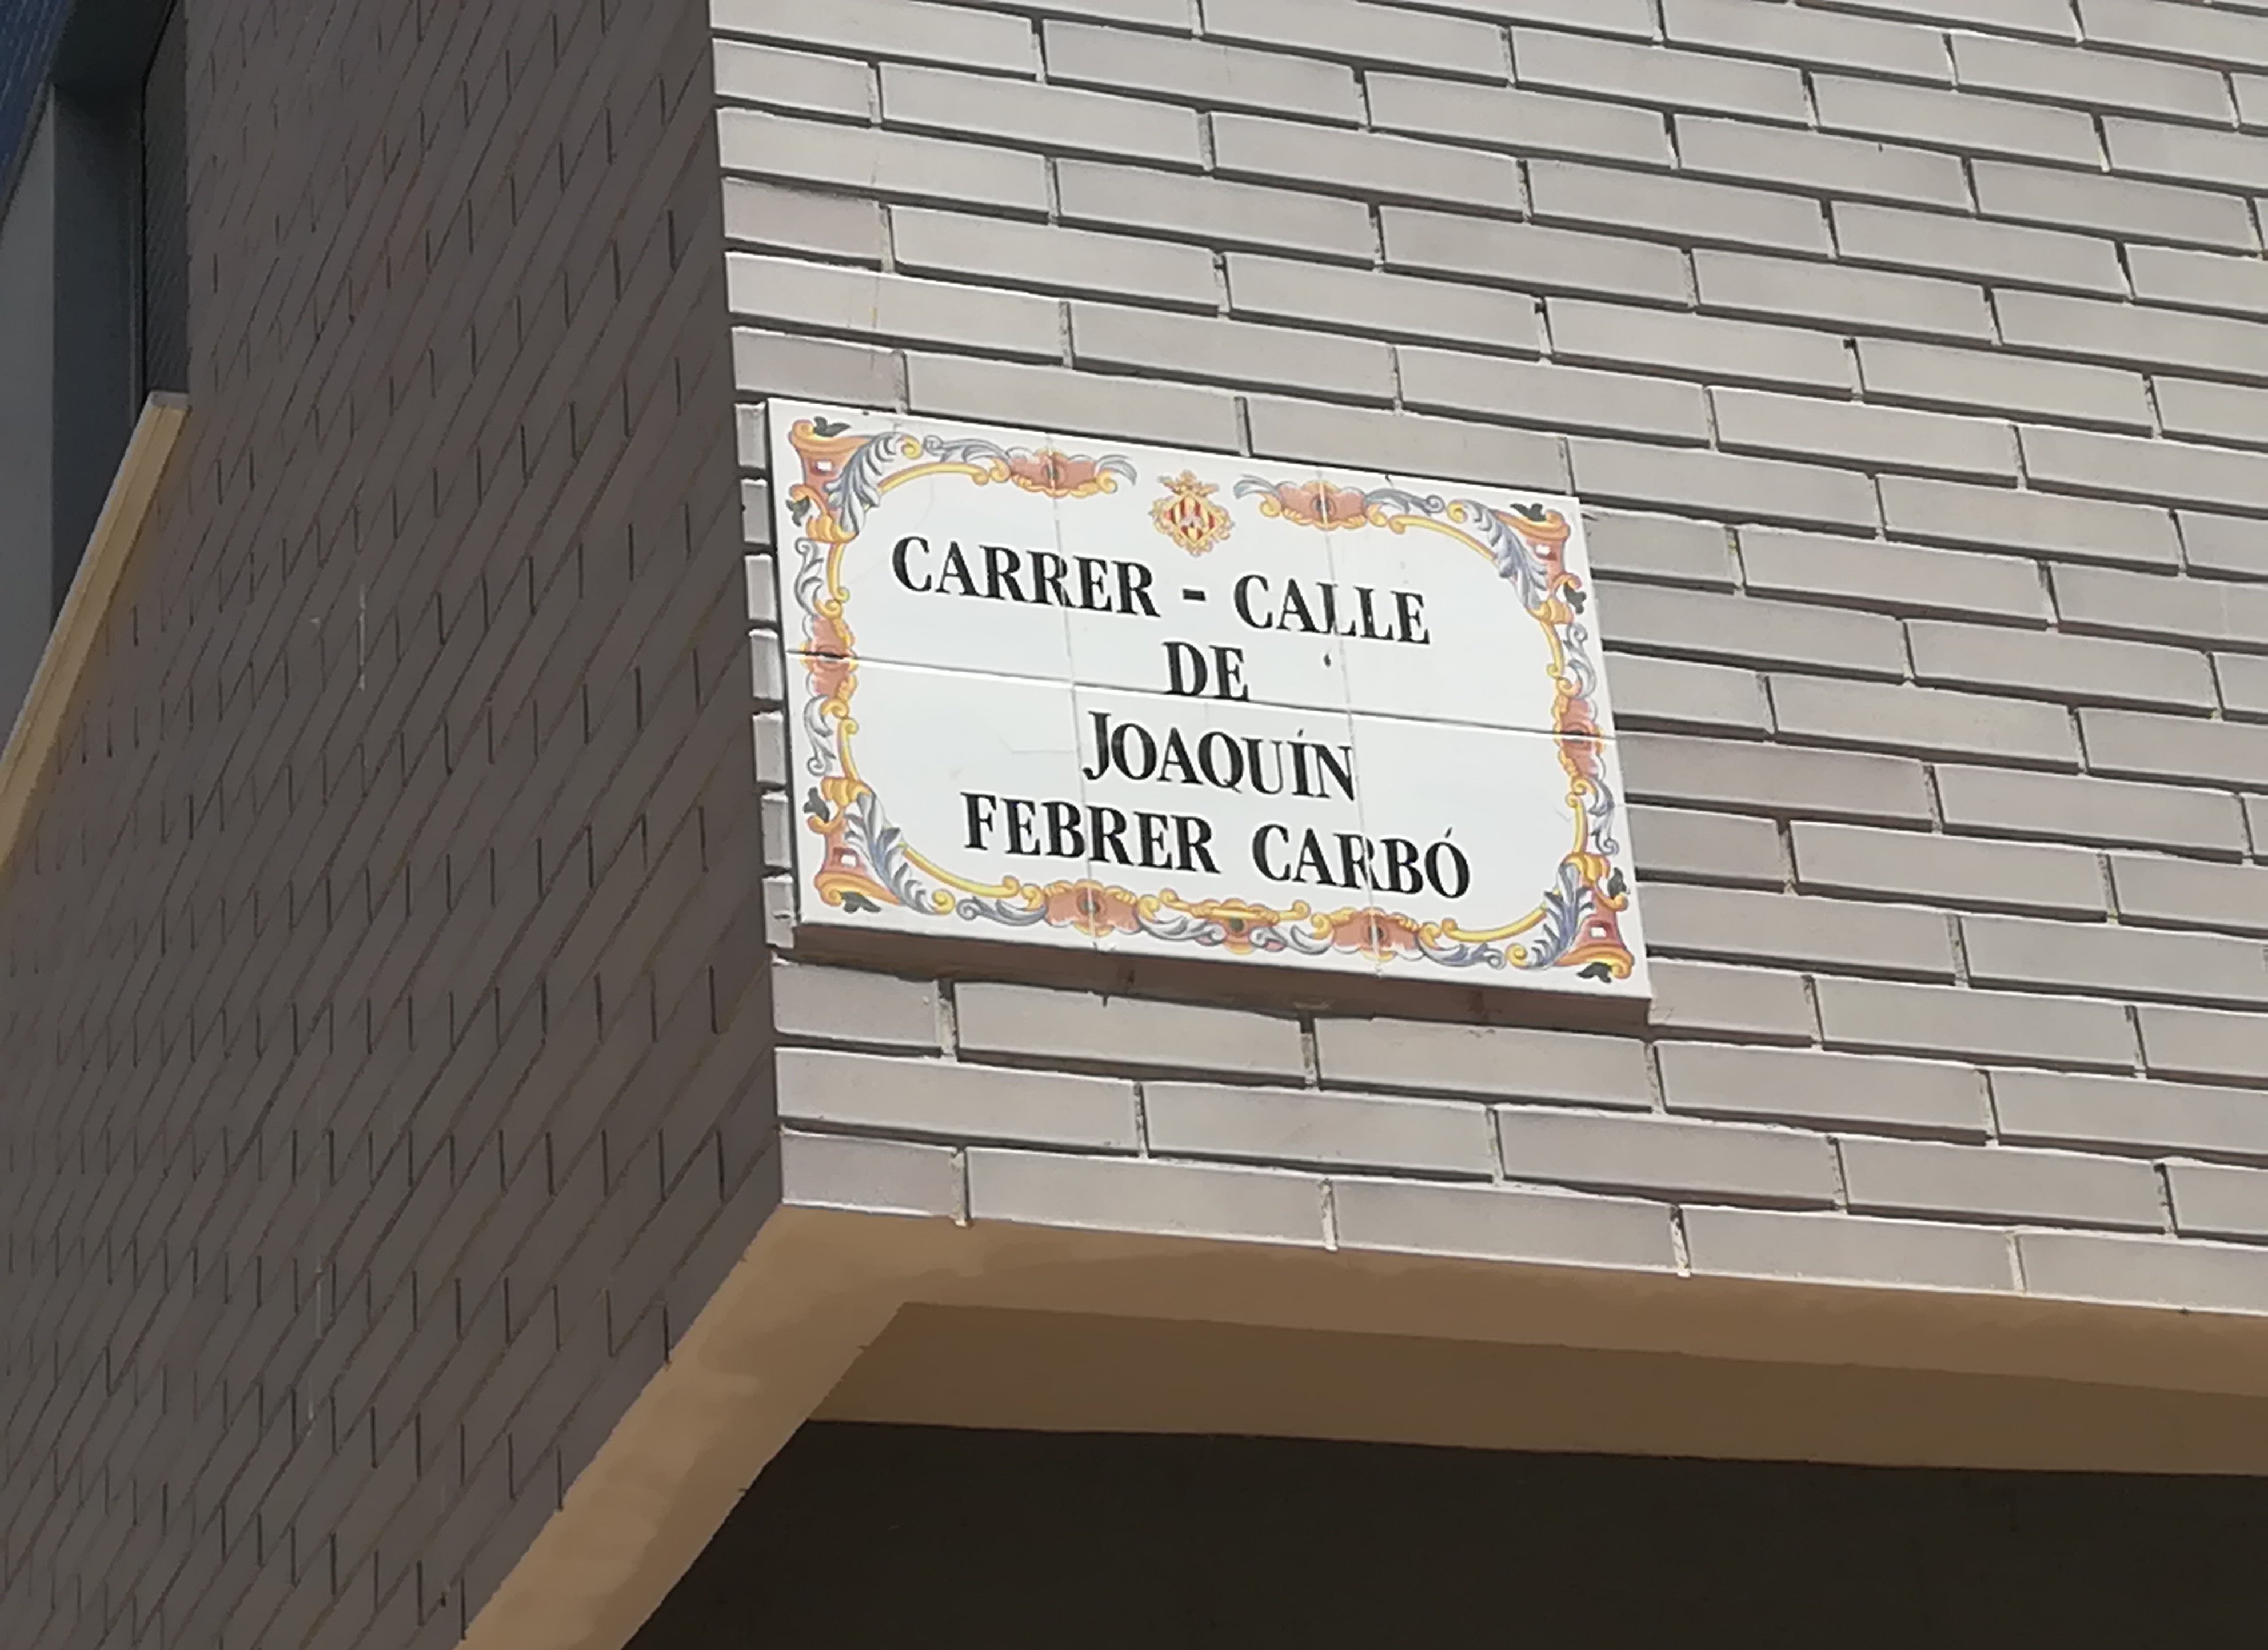 CARRER - CALLE
DE
JOAQUÍN
FEBRER CARBÓ